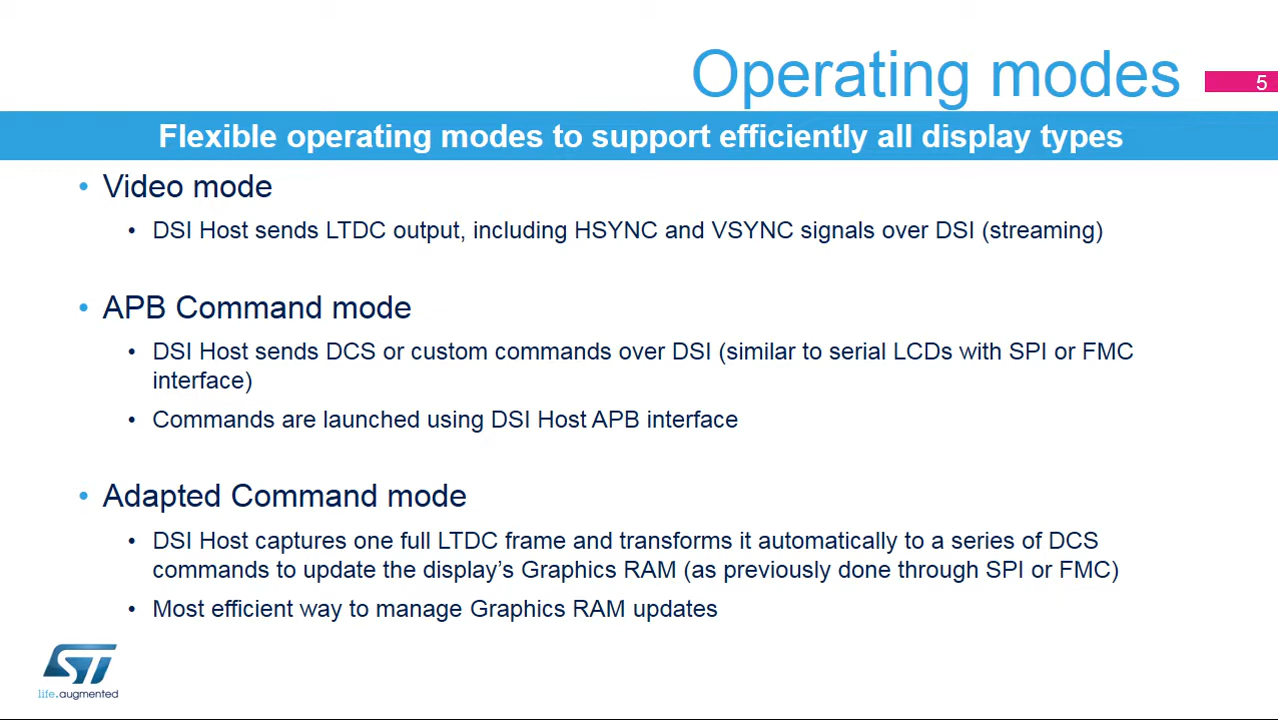 Operating modes
5
Flexible operating modes to support efficiently all display types
• Video mode
• DSI Host sends LTDC output, including HSYNC and VSYNC signals over DSI (streaming)
• APB Command mode
• DSI Host sends DCS or custom commands over DSI (similar to serial LCDs with SPI or FMC
interface)
• Commands are launched using DSI Host APB interface
• Adapted Command mode
• DSI Host captures one full LTDC frame and transforms it automatically to a series of DCS
commands to update the display’s Graphics RAM (as previously done through SPI or FMC)
• Most efficient way to manage Graphics RAM updates
ST
life.augmented